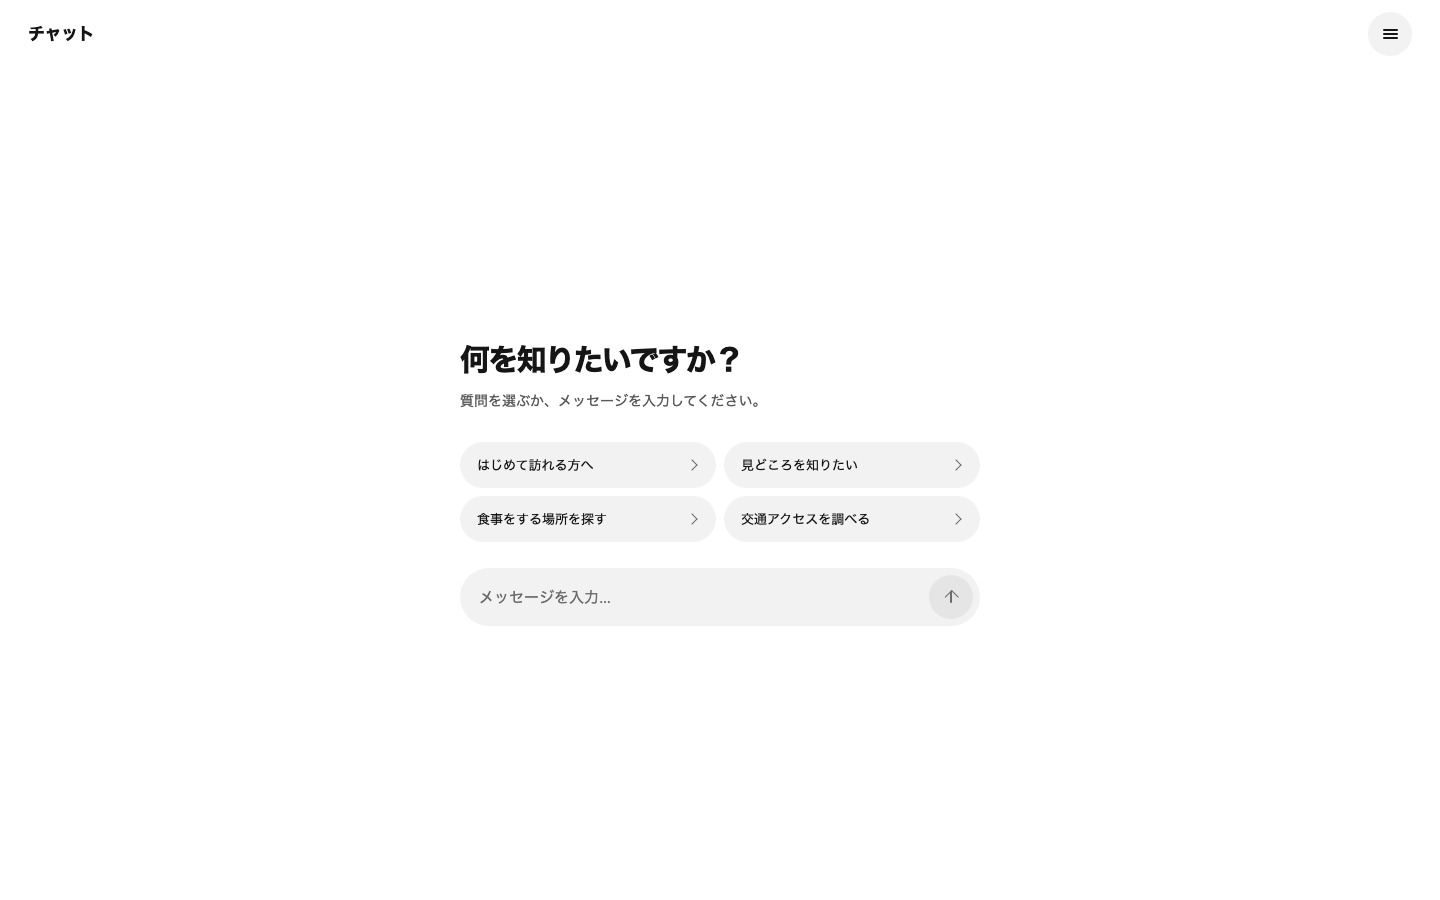 チャット
何を知りたいですか？
質問を選ぶか、メッセージを入力してください。
はじめて訪れる方へ
見どころを知りたい
食事をする場所を探す
交通アクセスを調べる
メッセージを入力...